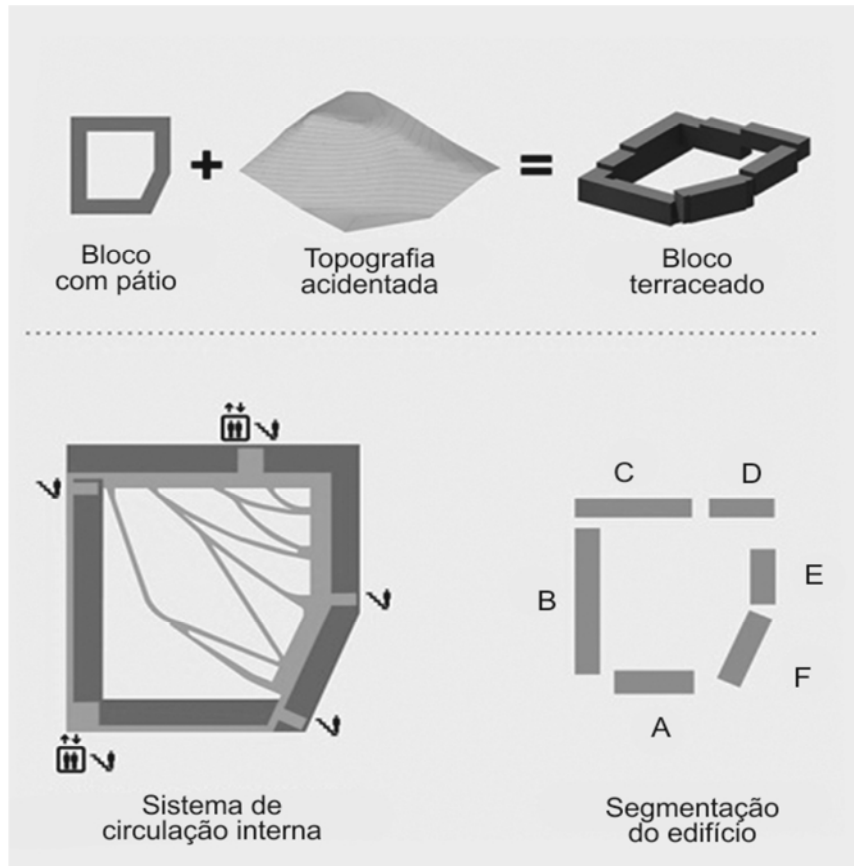 Bloco
com pátio
+
Topografia
acidentada
=
Bloco
terraceado
Sistema de
circulação interna
C
D
B
E
F
A
Segmentação
do edifício